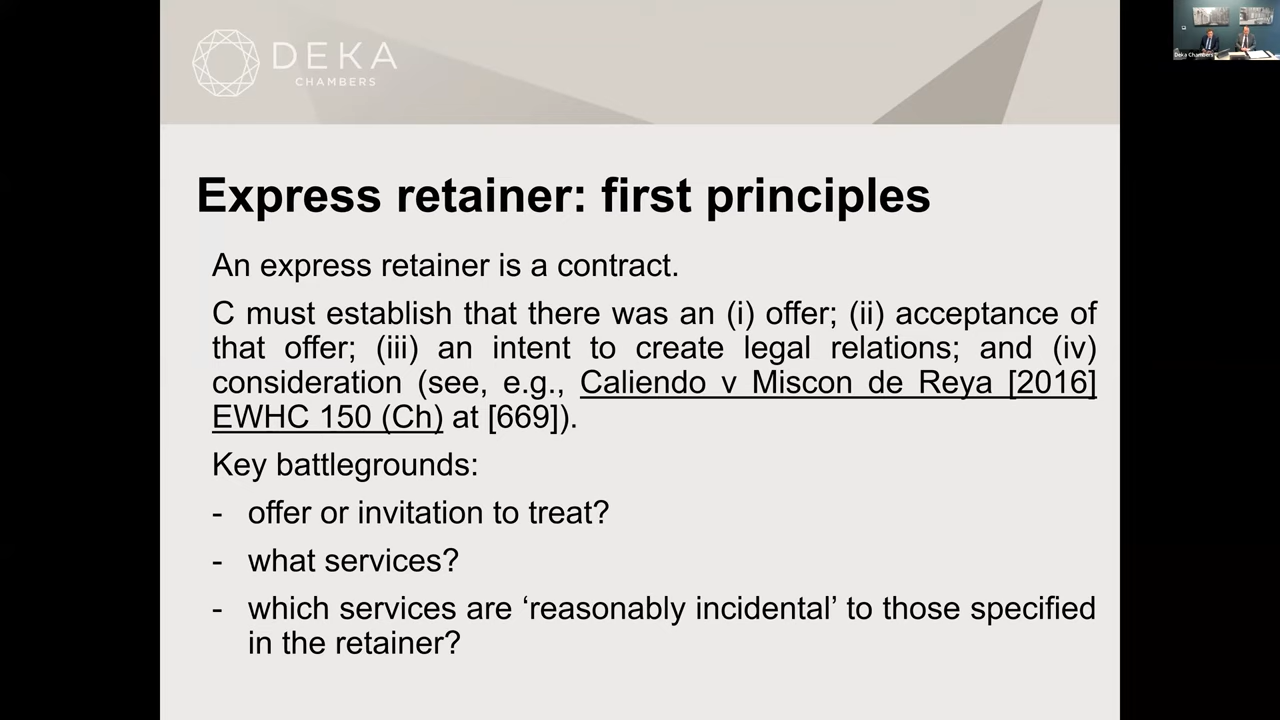 DEKA
CHAMBERS
Deka Chambers
Express retainer: first principles
An express retainer is a contract.
C must establish that there was an (i) offer; (ii) acceptance of
that offer; (iii) an intent to create legal relations; and (iv)
consideration (see, e.g., Caliendo v Miscon de Reya [2016]
EWHC 150 (Ch) at [669]).
Key battlegrounds:
- offer or invitation to treat?
- what services?
- which services are ‘reasonably incidental’ to those specified
in the retainer?